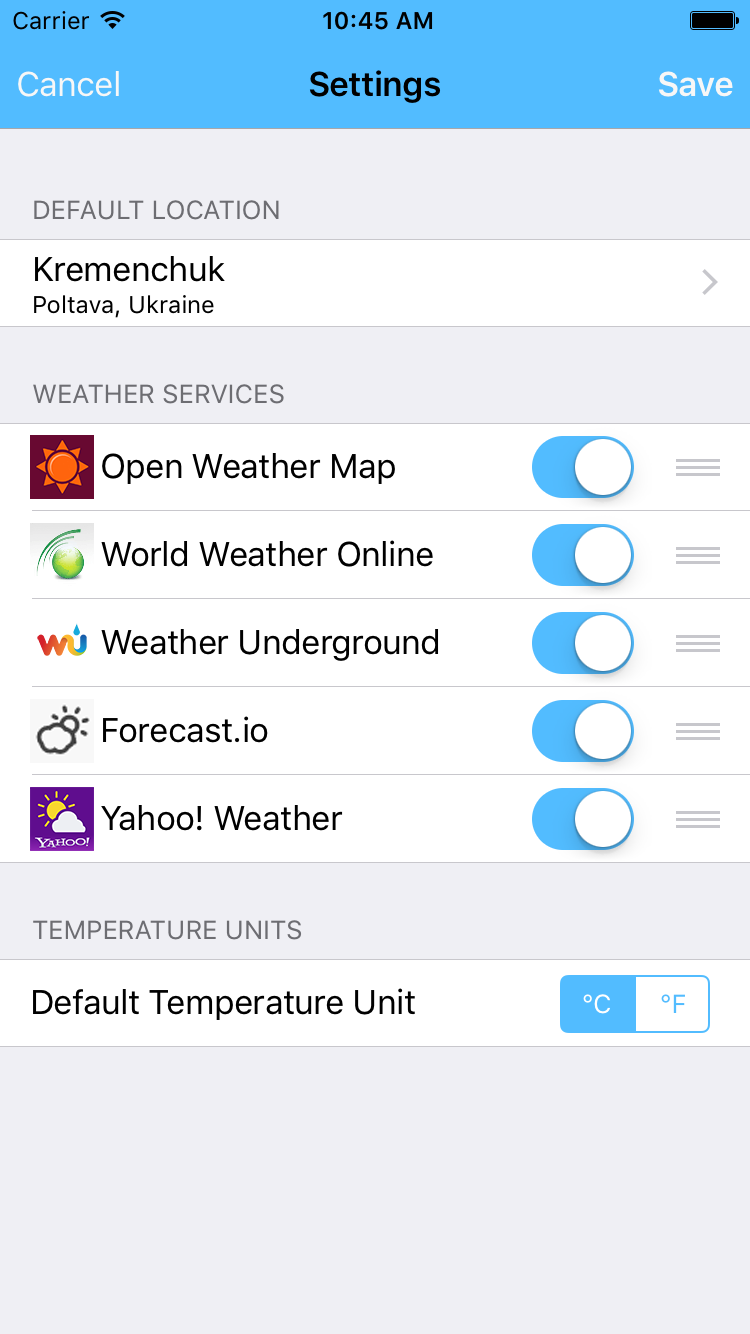 Carrier 10:45 AM
Cancel Settings Save
DEFAULT LOCATION
Kremenchuk
Poltava, Ukraine
WEATHER SERVICES
Open Weather Map
World Weather Online
wu Weather Underground
Forecast.io
Yahoo! Weather
YAHOO!
TEMPERATURE UNITS
Default Temperature Unit °C °F